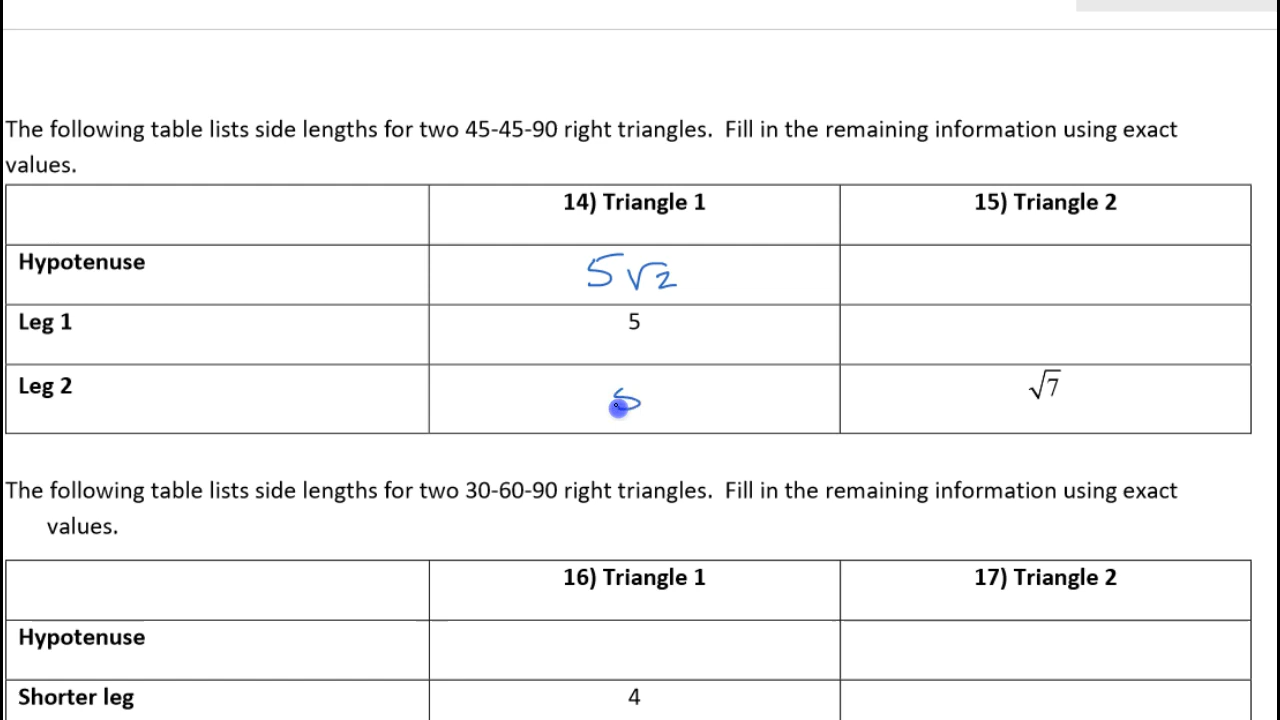 The following table lists side lengths for two 45-45-90 right triangles.  Fill in the remaining information using exact
values.
14) Triangle 1 15) Triangle 2
Hypotenuse 5√2
Leg 1 5
Leg 2 5 √7
The following table lists side lengths for two 30-60-90 right triangles.  Fill in the remaining information using exact
values.
16) Triangle 1 17) Triangle 2
Hypotenuse
Shorter leg 4